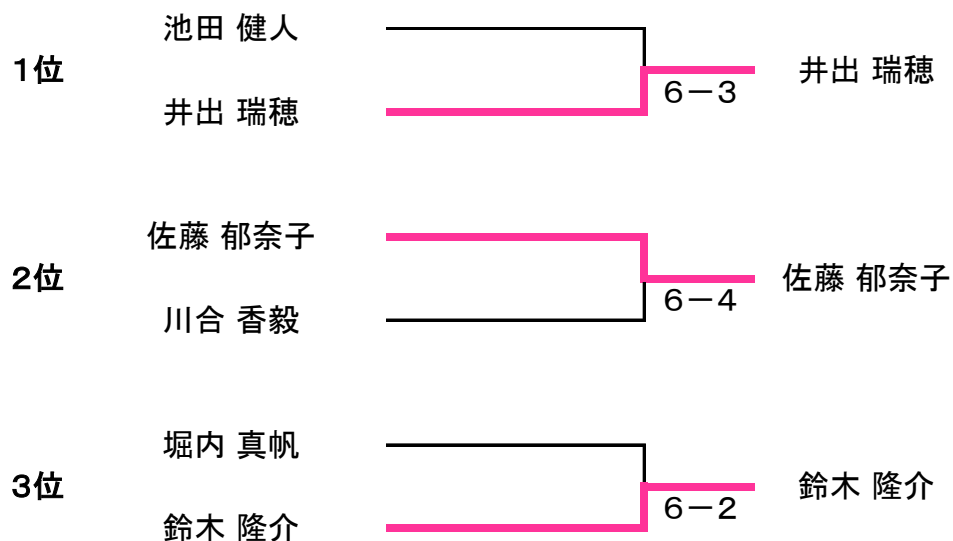 池田 健人
1位
井出 瑞穂
6－3
井出 瑞穂
佐藤 郁奈子
2位
川合 香毅
6－4
佐藤 郁奈子
堀内 真帆
3位
鈴木 隆介
6－2
鈴木 隆介